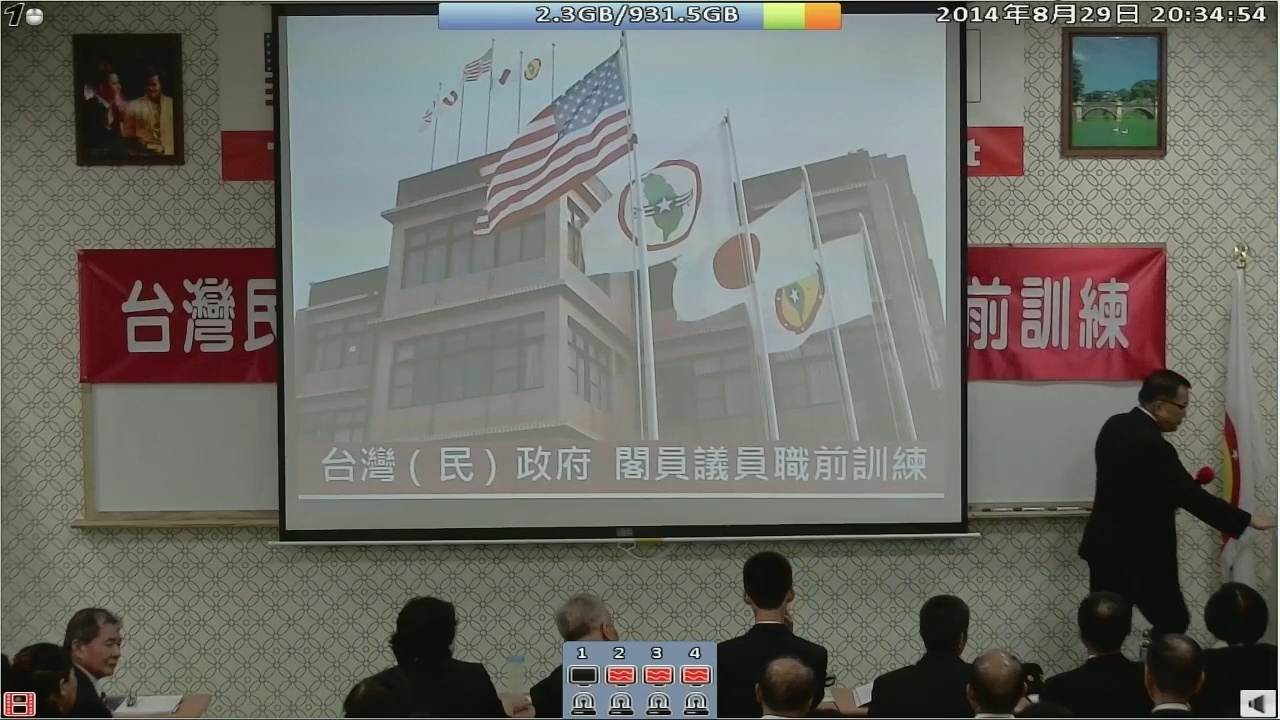 1
2.3GB/931.5GB
2014年8月29日 20:34:54
t
台灣民
前訓練
台灣(民)政府 閣員議員職前訓練
1 2 3 4